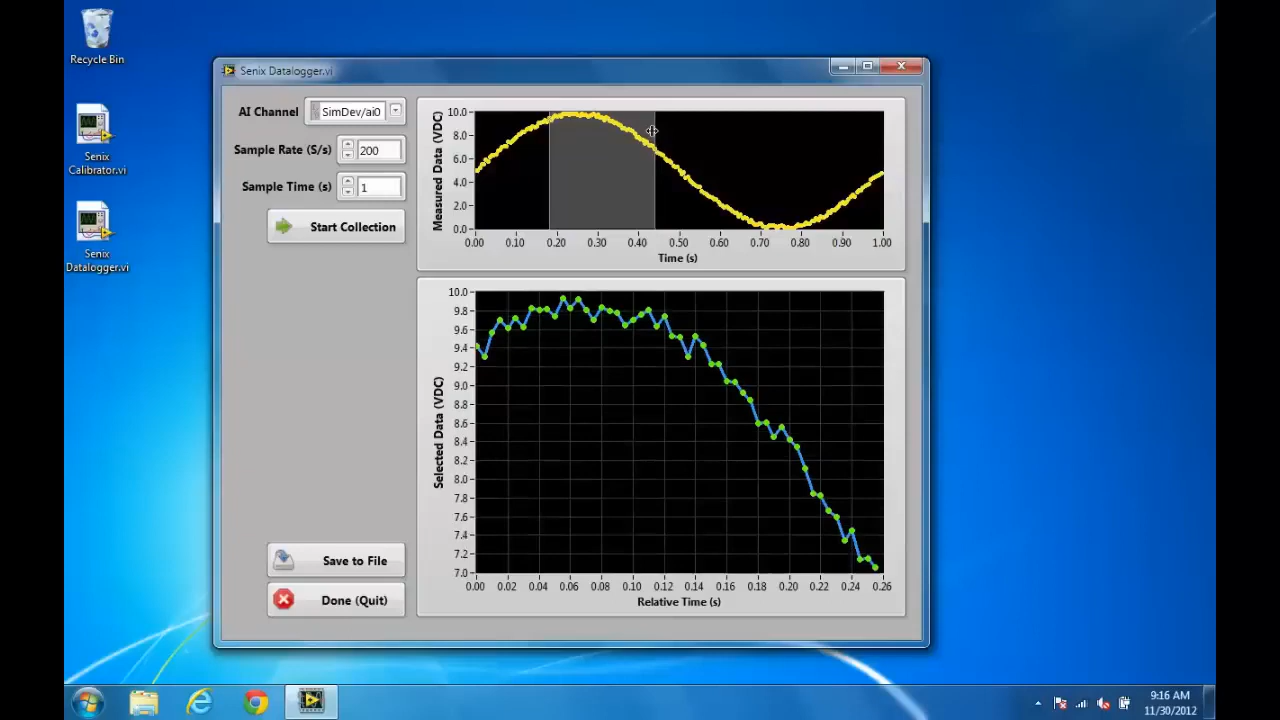 Recycle Bin
Senix
Calibrator.vi
Senix
Datalogger.vi
Senix Datalogger.vi
AI Channel
SimDev/ai0
Sample Rate (S/s)
200
Sample Time (s)
1
Start Collection
Save to File
Done (Quit)
Measured Data (VDC)
10.0
8.0
6.0
4.0
2.0
0.0
0.00 0.10 0.20 0.30 0.40 0.50 0.60 0.70 0.80 0.90 1.00
Time (s)
Selected Data (VDC)
10.0
9.8
9.6
9.4
9.2
9.0
8.8
8.6
8.4
8.2
8.0
7.8
7.6
7.4
7.2
7.0
0.00 0.02 0.04 0.06 0.08 0.10 0.12 0.14 0.16 0.18 0.20 0.22 0.24 0.26
Relative Time (s)
9:16 AM
11/30/2012